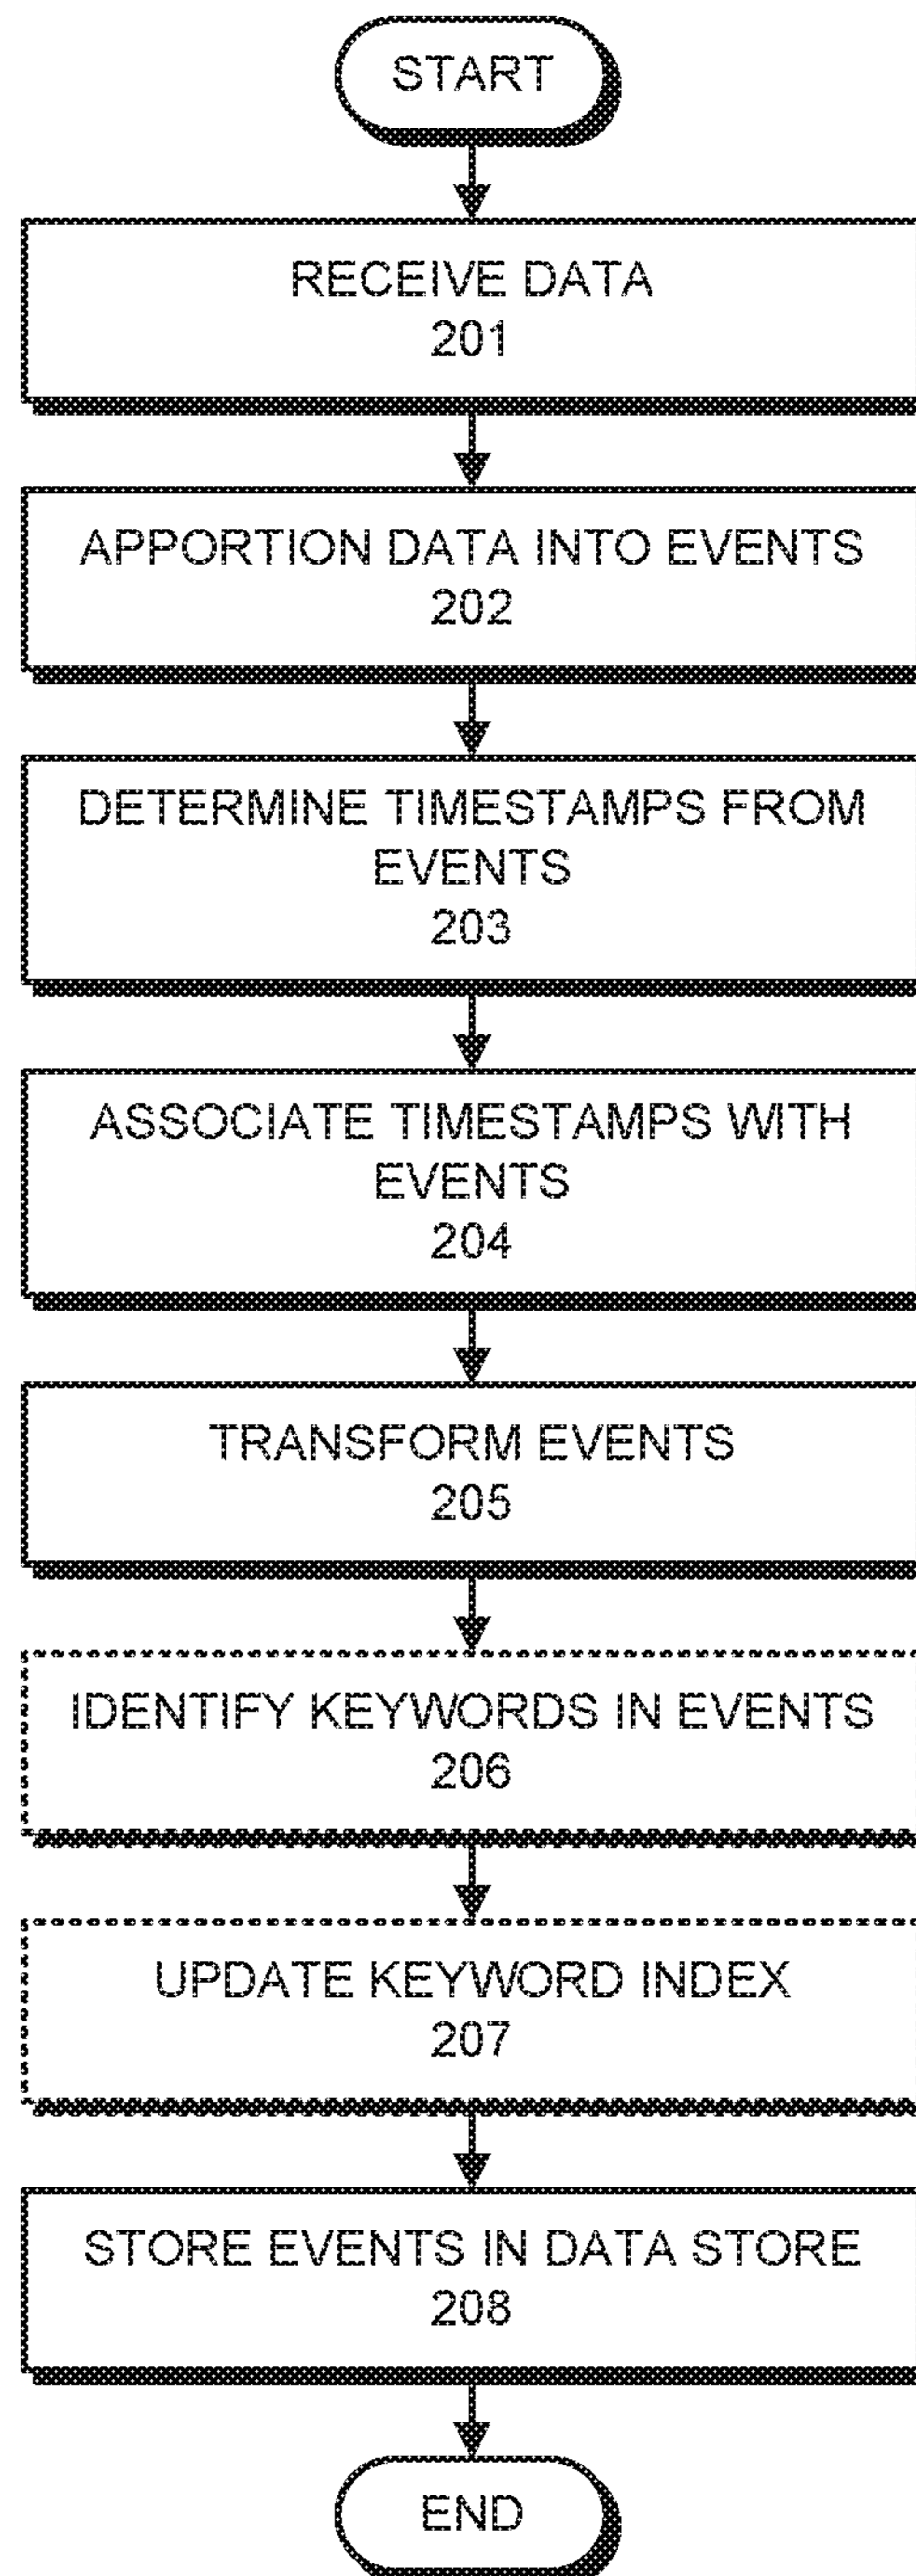 START
RECEIVE DATA
201
APPORTION DATA INTO EVENTS
202
DETERMINE TIMESTAMPS FROM
EVENTS
203
ASSOCIATE TIMESTAMPS WITH
EVENTS
204
TRANSFORM EVENTS
205
IDENTIFY KEYWORDS IN EVENTS
206
UPDATE KEYWORD INDEX
207
STORE EVENTS IN DATA STORE
208
END